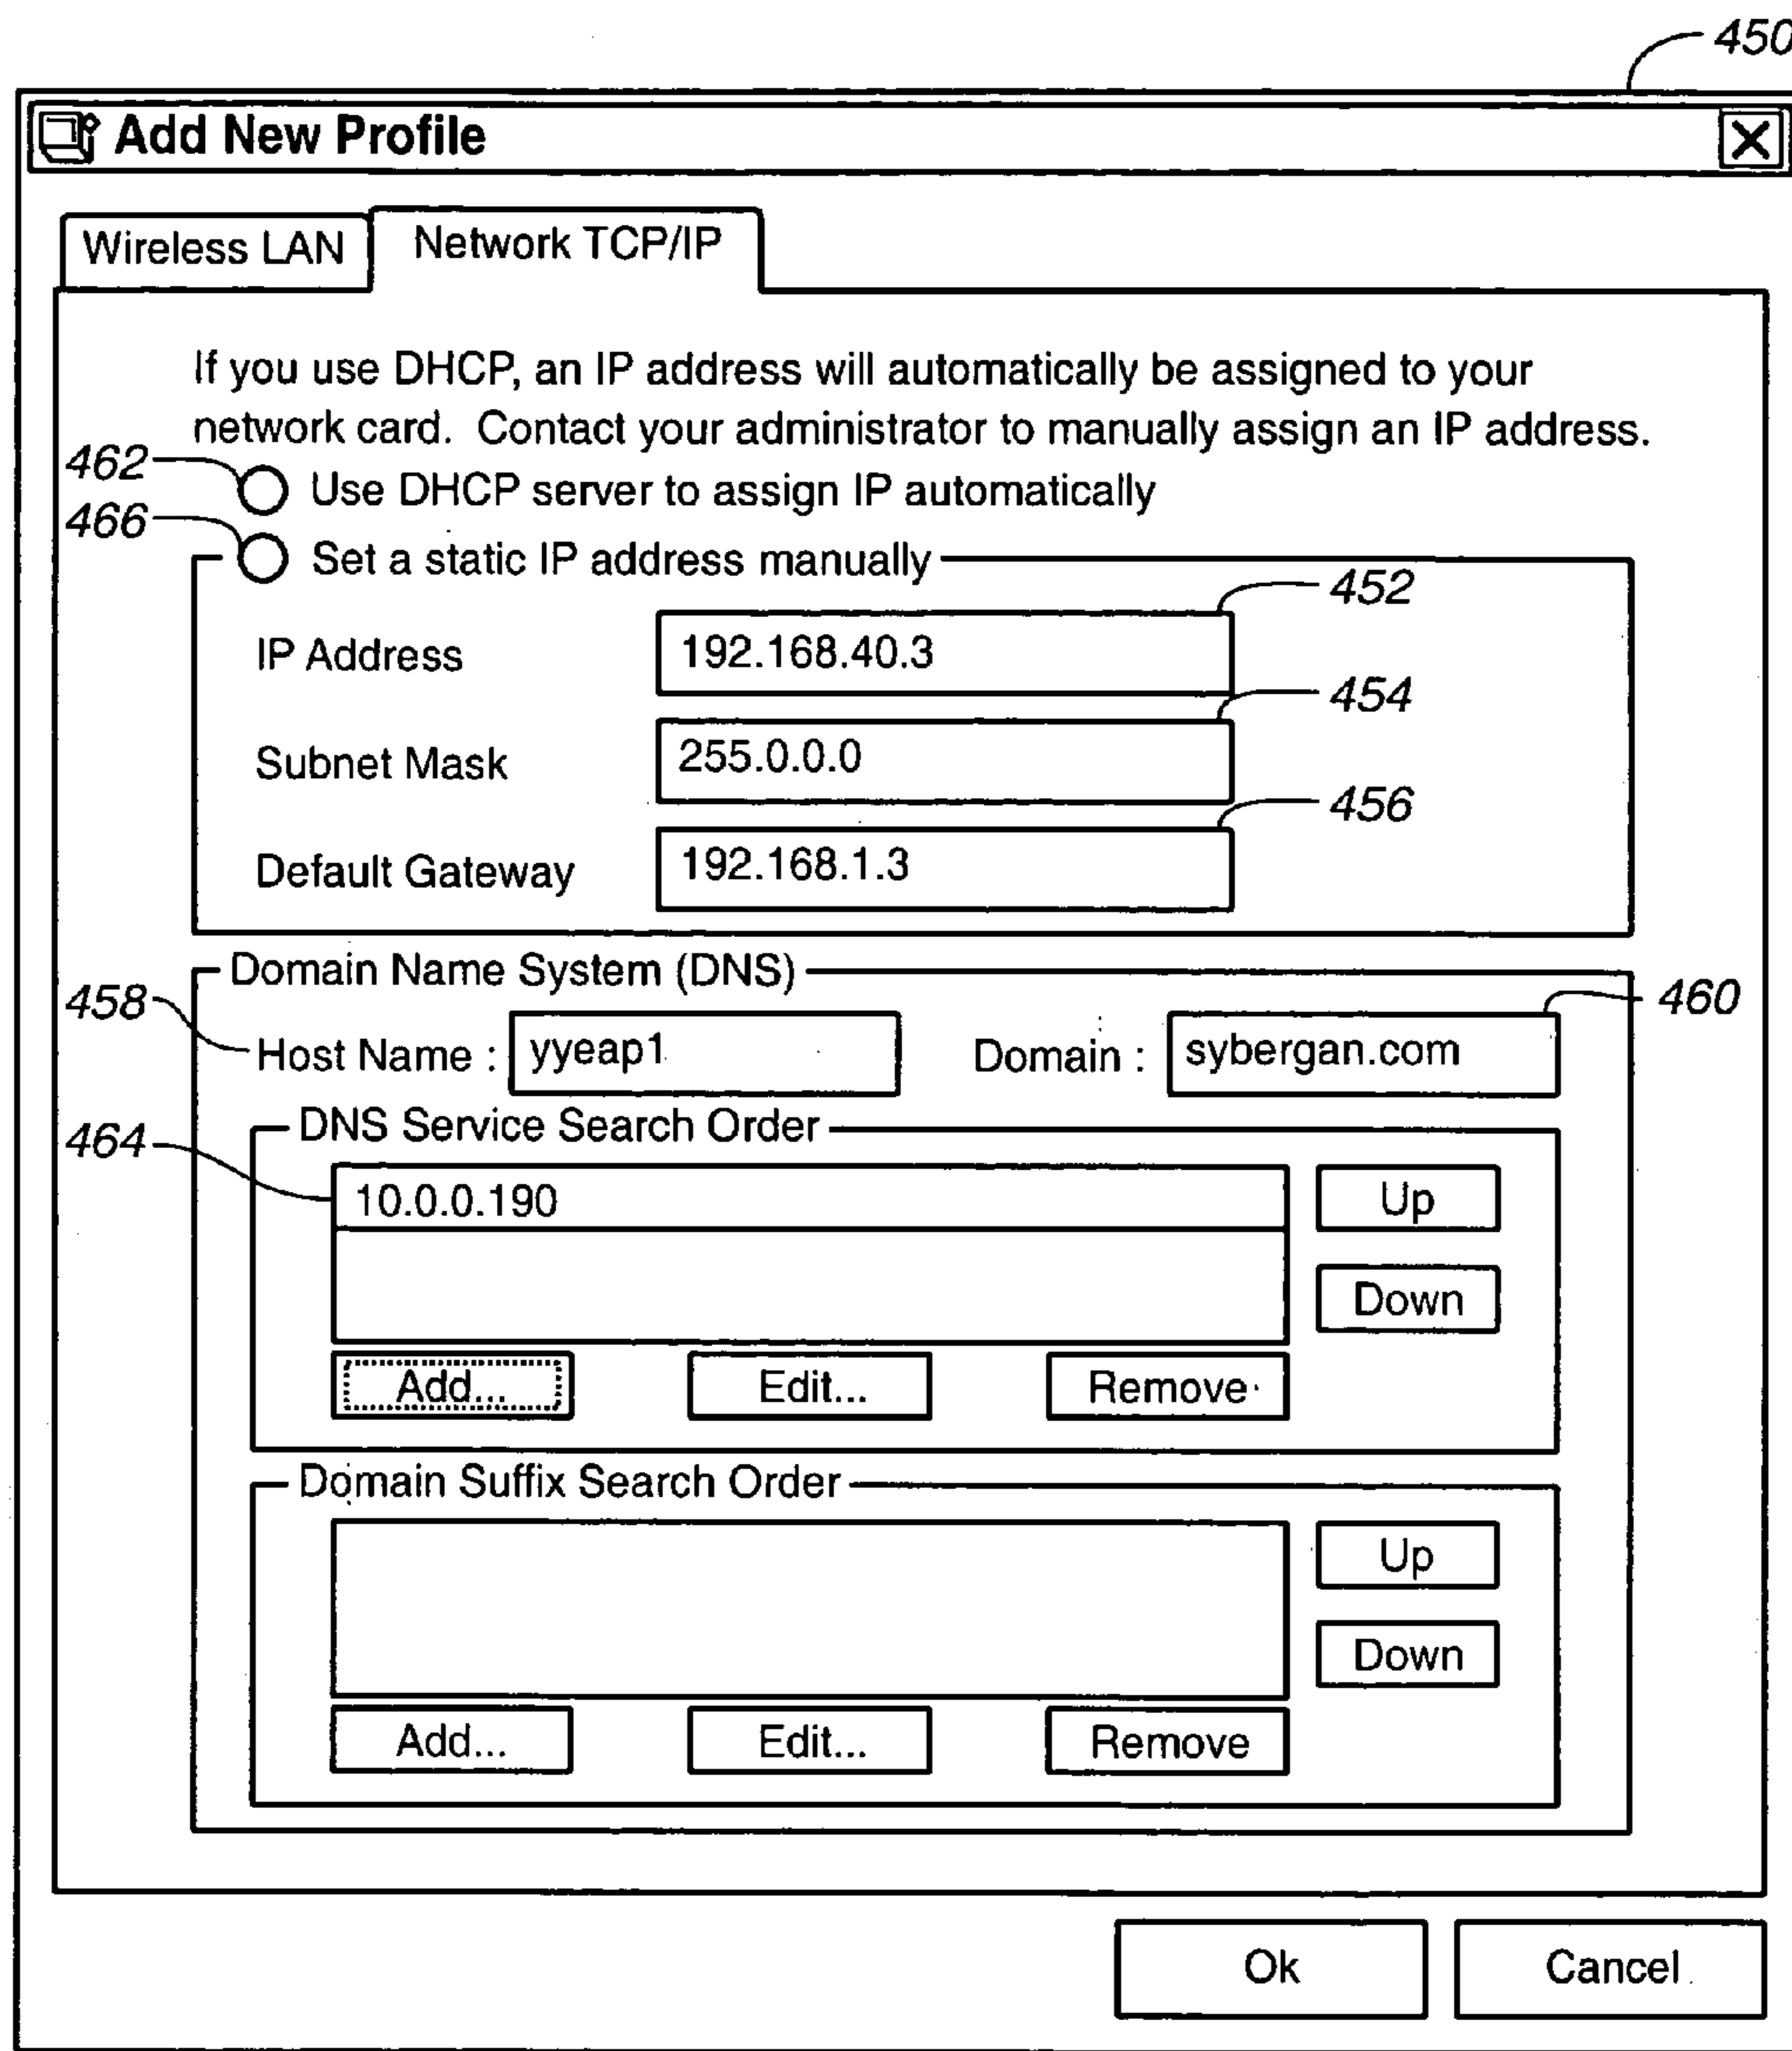 450
Add New Profile
Wireless LAN Network TCP/IP
If you use DHCP, an IP address will automatically be assigned to your
network card. Contact your administrator to manually assign an IP address.
462 Use DHCP server to assign IP automatically
466 Set a static IP address manually
452
IP Address 192.168.40.3
454
Subnet Mask 255.0.0.0
456
Default Gateway 192.168.1.3
Domain Name System (DNS)
458 460
Host Name : yyeap1 Domain : sybergan.com
DNS Service Search Order
464
10.0.0.190 Up
Down
Add... Edit... Remove
Domain Suffix Search Order
Up
Down
Add... Edit... Remove
Ok Cancel